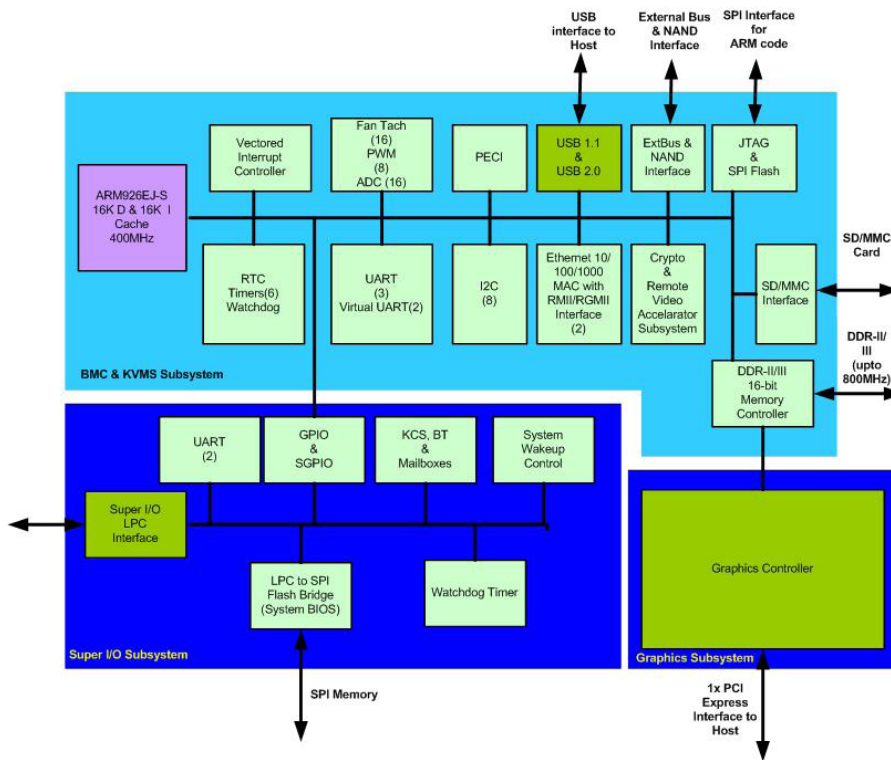 USB
interface to
Host
External Bus
& NAND
Interface
SPI Interface
for
ARM code
Vectored
Interrupt
Controller
Fan Tach
(16)
PWM
(8)
ADC (16)
PECI
USB 1.1
&
USB 2.0
ExtBus &
NAND
Interface
JTAG
&
SPI Flash
ARM926EJ-S
16K D & 16K I
Cache
400MHz
RTC
Timers(6)
Watchdog
UART
(3)
Virtual UART(2)
I2C
(8)
Ethernet 10/
100/1000
MAC with
RMII/RGMII
Interface
(2)
Crypto
&
Remote
Video
Accelarator
Subsystem
SD/MMC
Interface
SD/MMC
Card
BMC & KVMS Subsystem
DDR-II/III
16-bit
Memory
Controller
DDR-II/
III
(upto
800MHz)
UART
(2)
GPIO
&
SGPIO
KCS, BT
&
Mailboxes
System
Wakeup
Control
Super I/O
LPC
Interface
LPC to SPI
Flash Bridge
(System BIOS)
Watchdog Timer
Super I/O Subsystem
Graphics Controller
Graphics Subsystem
SPI Memory
1x PCI
Express
Interface to
Host